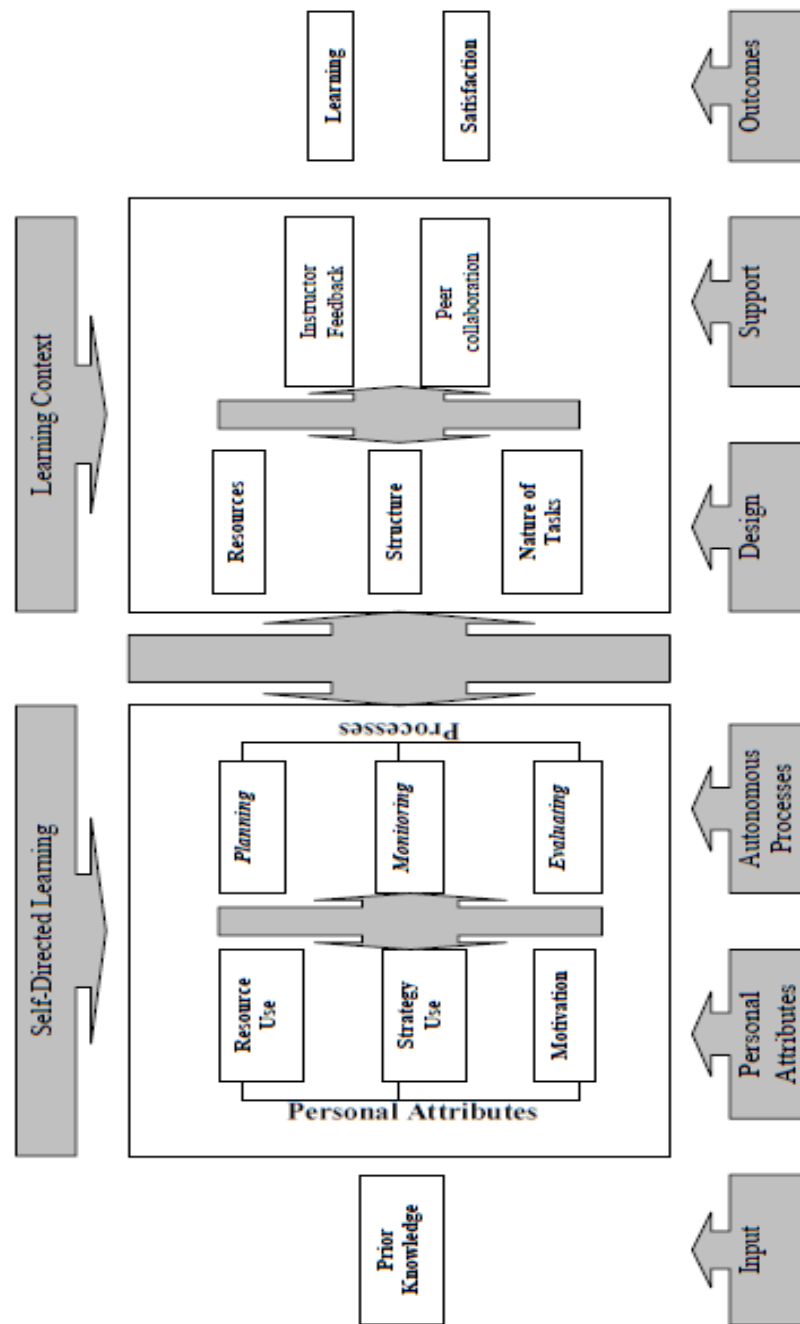 Self-Directed Learning
Learning Context
Prior
Knowledge
Personal Attributes
Resource
Use
Strategy
Use
Motivation
Planning
Monitoring
Evaluating
Processes
Resources
Structure
Nature of
Tasks
Instructor
Feedback
Peer
collaboration
Learning
Satisfaction
Input
Personal
Attributes
Autonomous
Processes
Design
Support
Outcomes